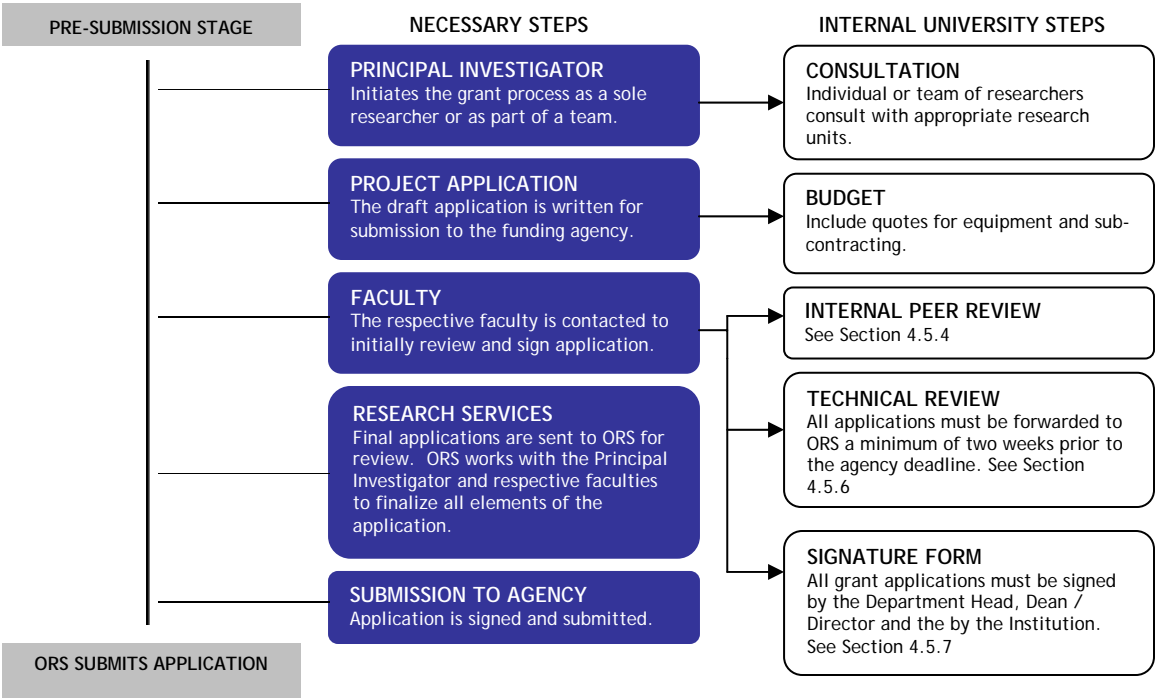 PRE-SUBMISSION STAGE
NECESSARY STEPS
INTERNAL UNIVERSITY STEPS
PRINCIPAL INVESTIGATOR
Initiates the grant process as a sole
researcher or as part of a team.
CONSULTATION
Individual or team of researchers
consult with appropriate research
units.
PROJECT APPLICATION
The draft application is written for
submission to the funding agency.
BUDGET
Include quotes for equipment and sub-
contracting.
FACULTY
The respective faculty is contacted to
initially review and sign application.
INTERNAL PEER REVIEW
See Section 4.5.4
RESEARCH SERVICES
Final applications are sent to ORS for
review.  ORS works with the Principal
Investigator and respective faculties
to finalize all elements of the
application.
TECHNICAL REVIEW
All applications must be forwarded to
ORS a minimum of two weeks prior to
the agency deadline. See Section
4.5.6
SUBMISSION TO AGENCY
Application is signed and submitted.
SIGNATURE FORM
All grant applications must be signed
by the Department Head, Dean /
Director and the by the Institution.
See Section 4.5.7
ORS SUBMITS APPLICATION